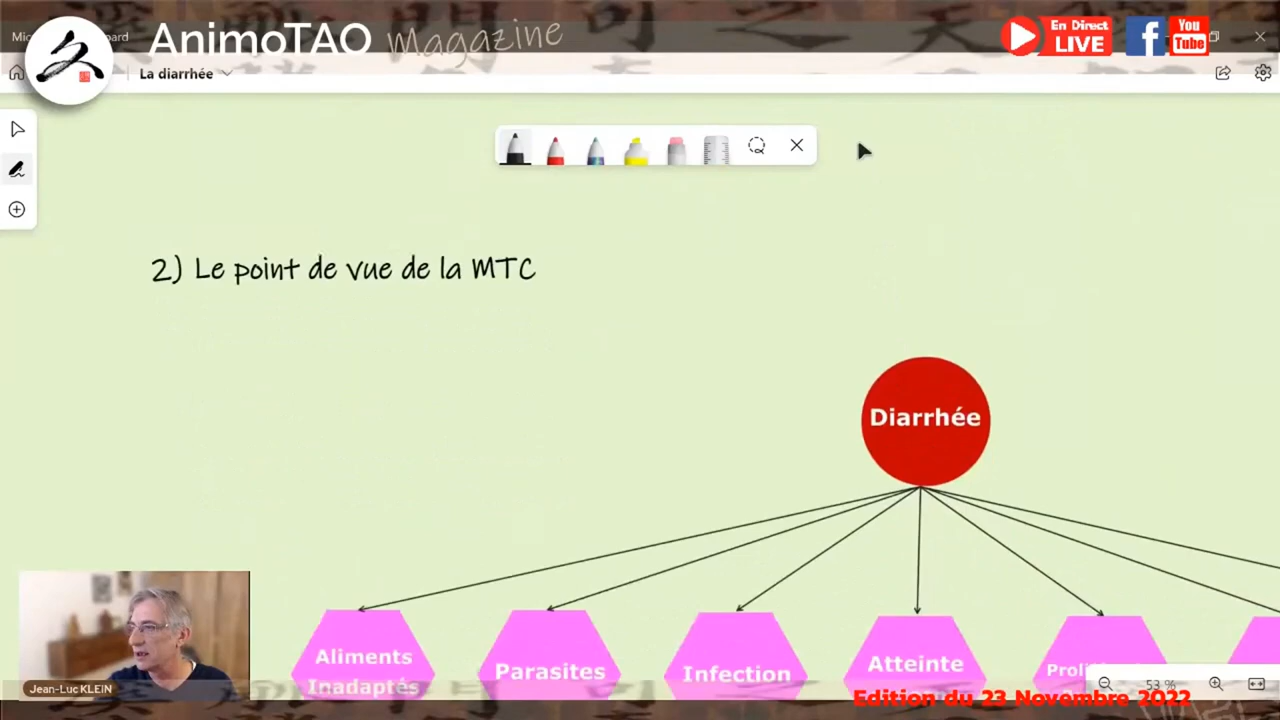 AnimoTAO Magazine
En Direct
LIVE
f
You
Tube
La diarrhée
2) Le point de vue de la MTC
Diarrhée
Aliments
Inadaptés
Parasites
Infection
Atteinte
53 %
Jean-Luc KLEIN
Edition du 23 Novembre 2022